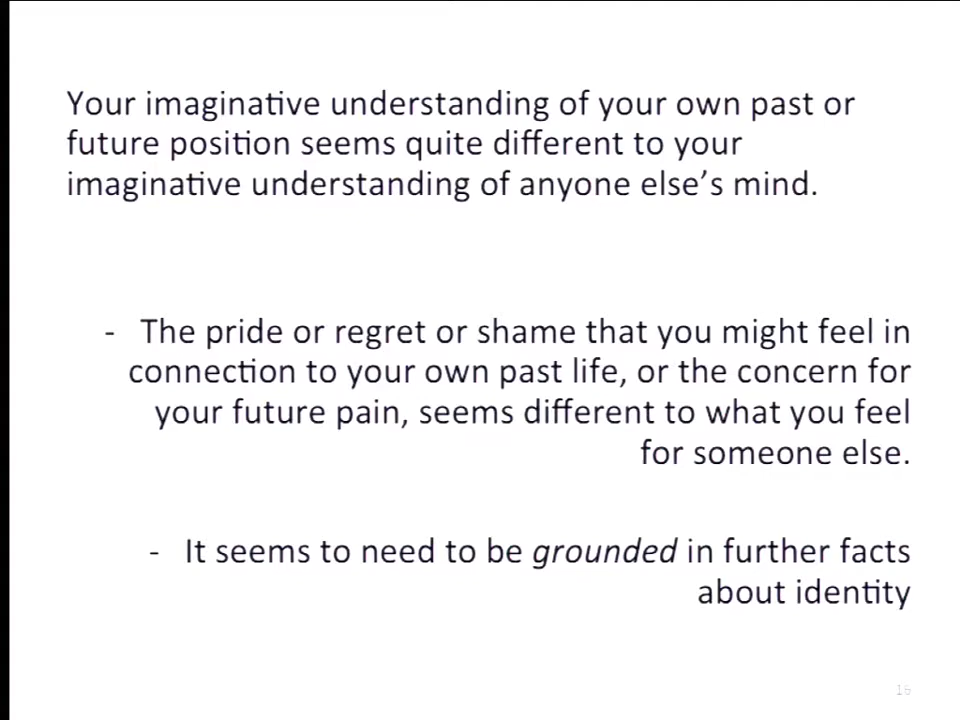 Your imaginative understanding of your own past or
future position seems quite different to your
imaginative understanding of anyone else’s mind.
- The pride or regret or shame that you might feel in
connection to your own past life, or the concern for
your future pain, seems different to what you feel
for someone else.
- It seems to need to be grounded in further facts
about identity